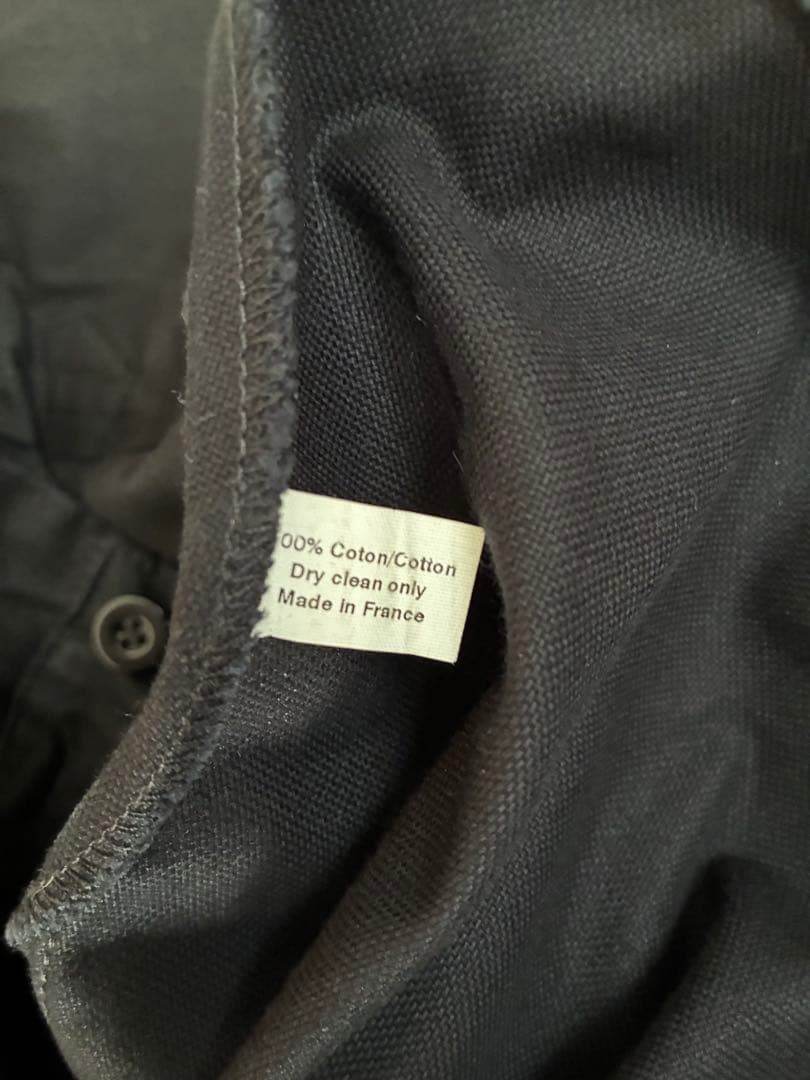 00% Coton/Cotton
Dry clean only
Made in France